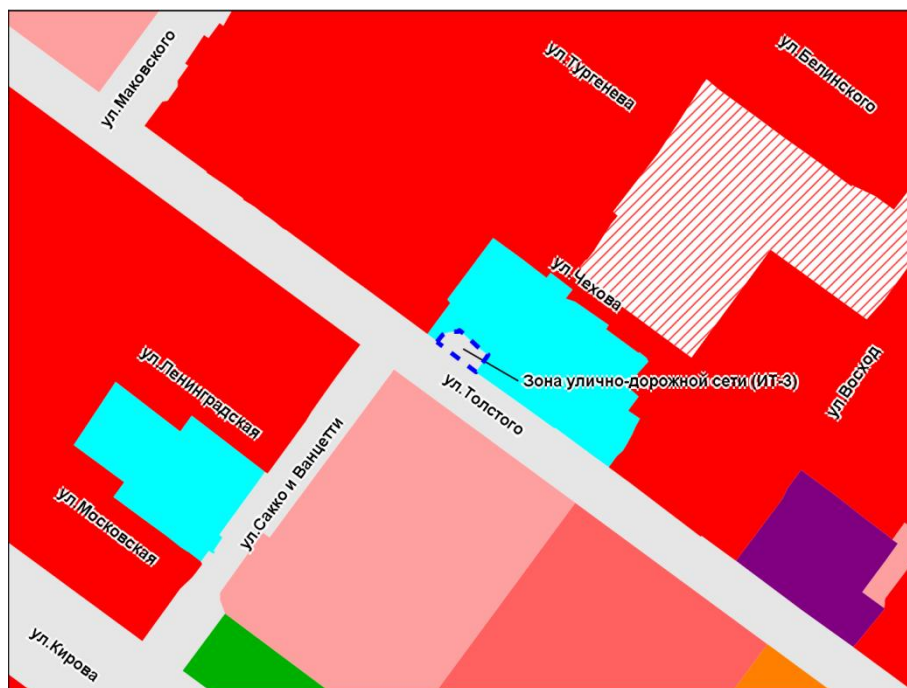 ул.Маковского
ул.Тургенева
ул.Белинского
ул.Чехова
Зона улично-дорожной сети (ИТ-3)
ул.Восход
ул.Толстого
ул.Ленинградская
ул.Сакко и Ванцетти
ул.Московская
ул.Кирова